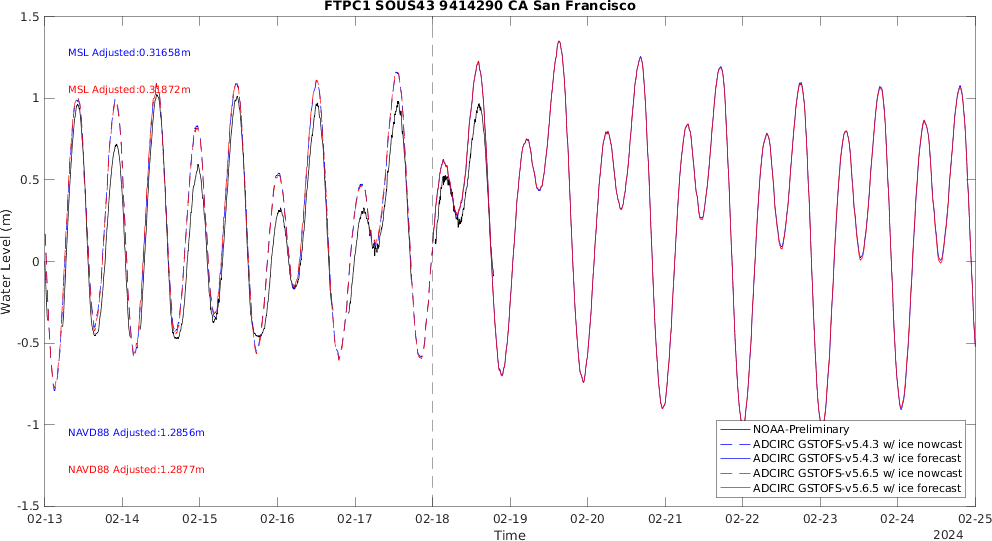 FTPC1 SOUS43 9414290 CA San Francisco
1.5
MSL Adjusted:0.31658m
MSL Adjusted:0.31872m
1
0.5
0
-0.5
-1
-1.5
Water Level (m)
NAVD88 Adjusted:1.2856m
NAVD88 Adjusted:1.2877m
NOAA-Preliminary
ADCIRC GSTOFS-v5.4.3 w/ ice nowcast
ADCIRC GSTOFS-v5.4.3 w/ ice forecast
ADCIRC GSTOFS-v5.6.5 w/ ice nowcast
ADCIRC GSTOFS-v5.6.5 w/ ice forecast
02-13 02-14 02-15 02-16 02-17 02-18 02-19 02-20 02-21 02-22 02-23 02-24 02-25
Time
2024